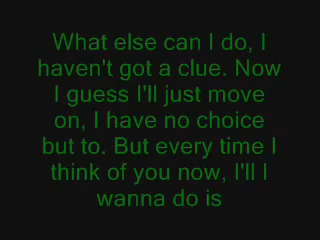 What else can I do, I
haven't got a clue. Now
I guess I'll just move
on, I have no choice
but to. But every time I
think of you now, I'll I
wanna do is